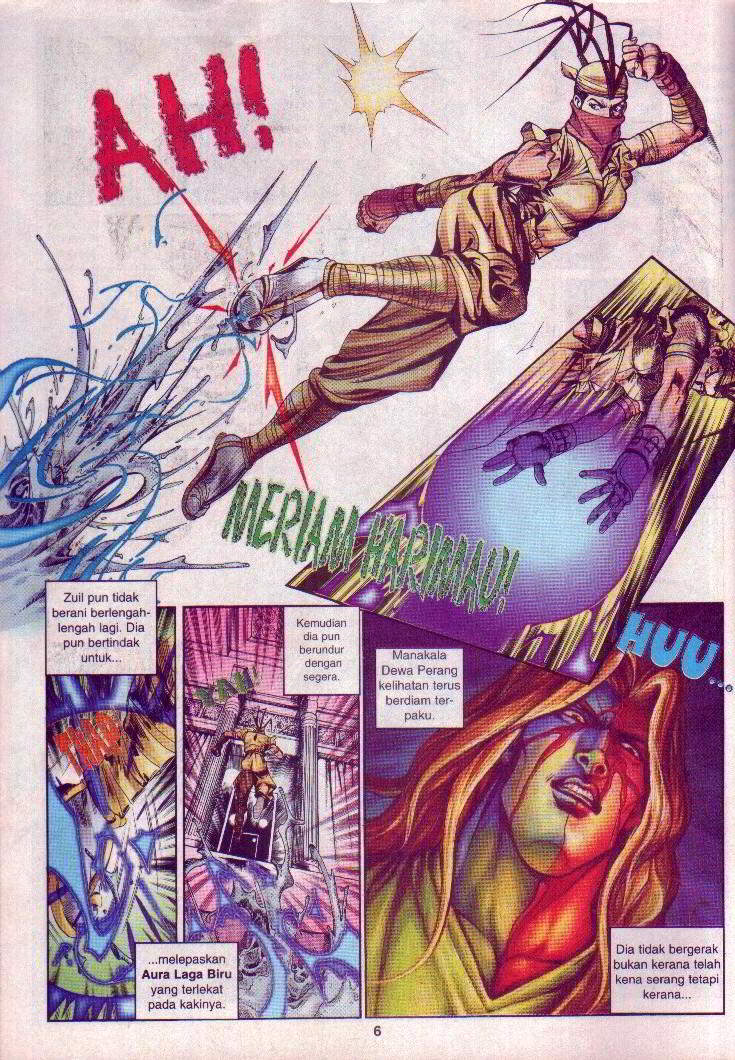 AH!
MERIAM HARIMAU!
Zuil pun tidak
berani berlengah-
lengah lagi. Dia
pun bertindak
untuk...
TNAP!
...melepaskan
Aura Laga Biru
yang terlekat
pada kakinya.
Kemudian
dia pun
berundur
dengan
segera.
YAH!
Manakala
Dewa Perang
kelihatan terus
berdiam ter-
paku.
HUU...
Dia tidak bergerak
bukan kerana telah
kena serang tetapi
kerana...
6